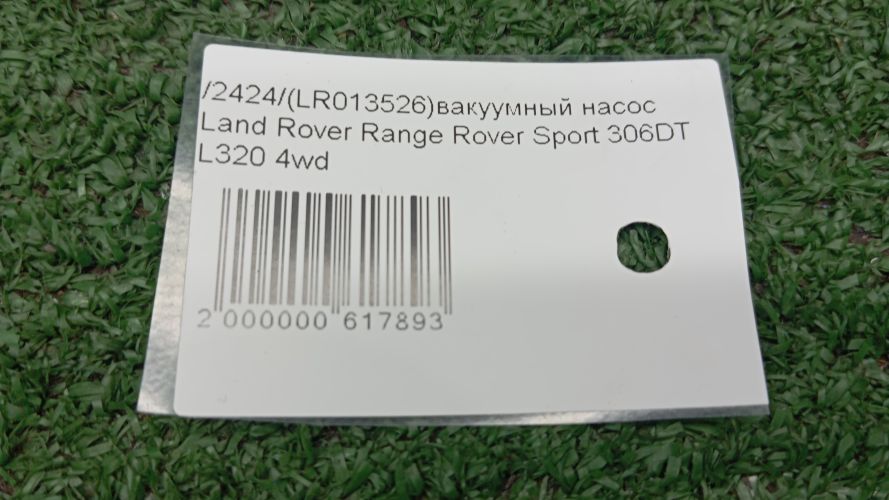 /2424/(LR013526)вакуумный насос
Land Rover Range Rover Sport 306DT
L320 4wd
2 000000 617893